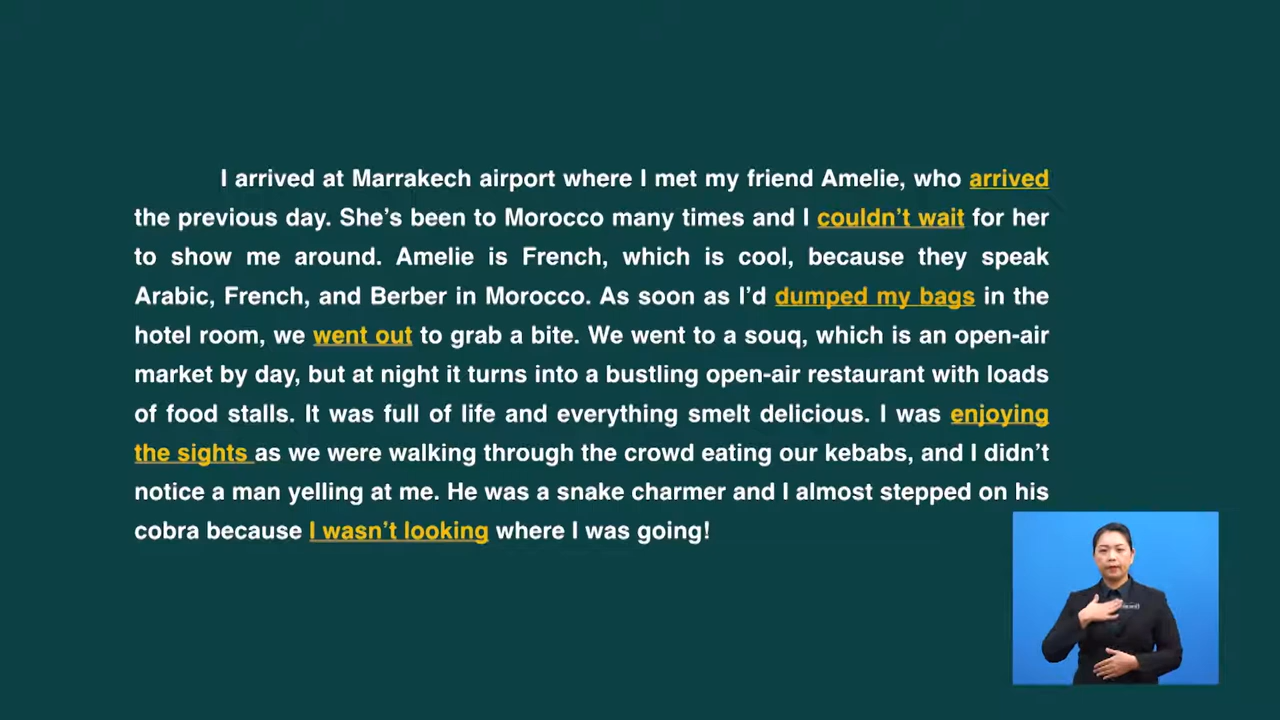 I arrived at Marrakech airport where I met my friend Amelie, who arrived
the previous day. She’s been to Morocco many times and I couldn’t wait for her
to show me around. Amelie is French, which is cool, because they speak
Arabic, French, and Berber in Morocco. As soon as I’d dumped my bags in the
hotel room, we went out to grab a bite. We went to a souq, which is an open-air
market by day, but at night it turns into a bustling open-air restaurant with loads
of food stalls. It was full of life and everything smelt delicious. I was enjoying
the sights as we were walking through the crowd eating our kebabs, and I didn’t
notice a man yelling at me. He was a snake charmer and I almost stepped on his
cobra because I wasn’t looking where I was going!